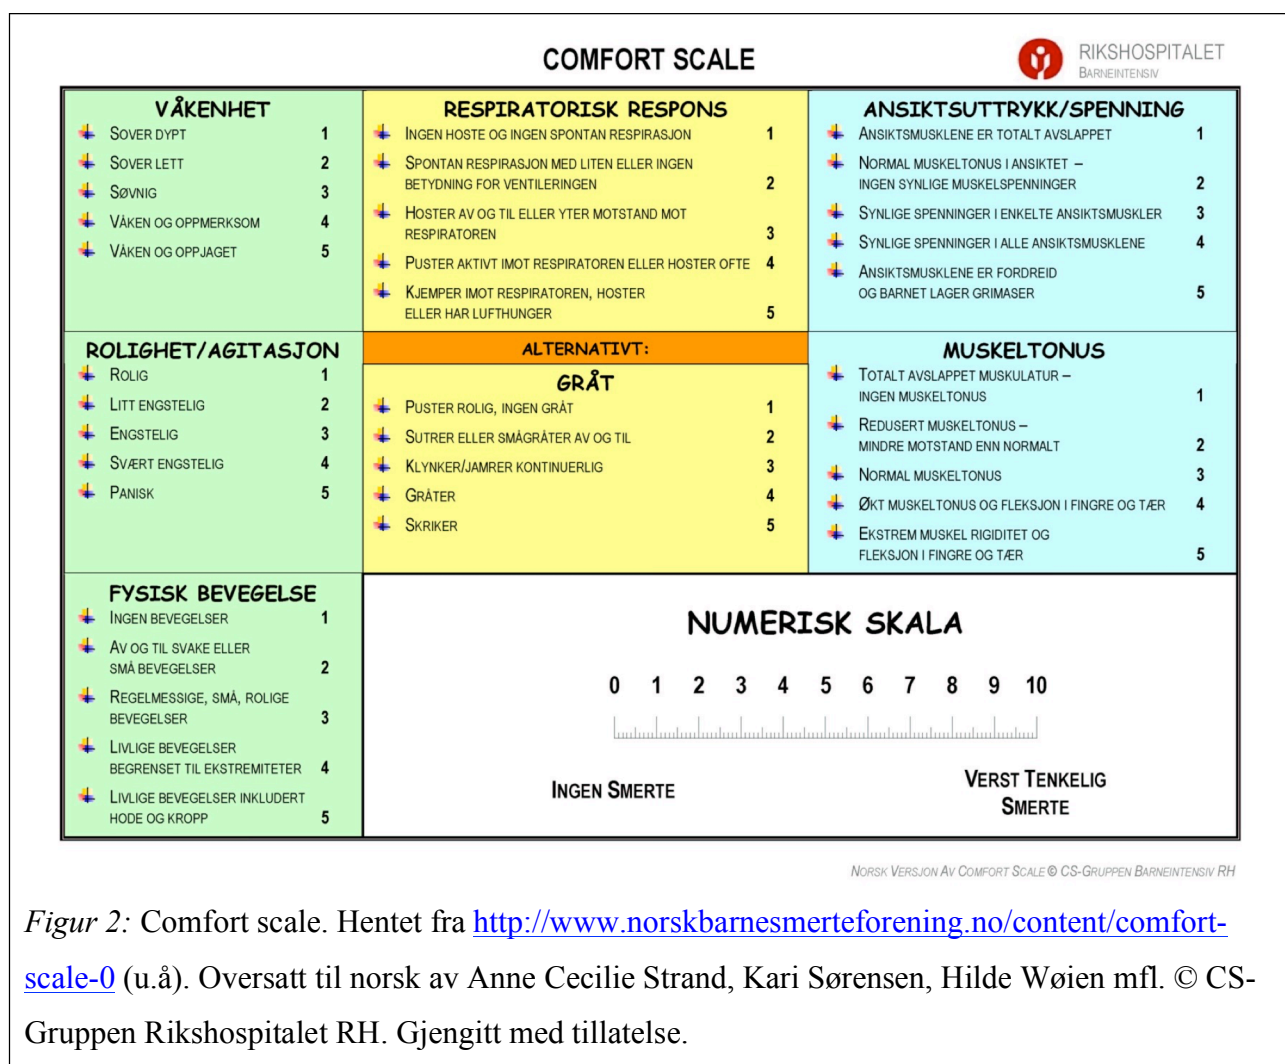 COMFORT SCALE
RIKSHOSPITALET
BARNEINTENSIV
VÅKENHET
SOVER DYPT 1
SOVER LETT 2
SØVNIG 3
VÅKEN OG OPPMERKSOM 4
VÅKEN OG OPPJAGET 5
RESPIRATORISK RESPONS
INGEN HOSTE OG INGEN SPONTAN RESPIRASJON 1
SPONTAN RESPIRASJON MED LITEN ELLER INGEN
BETYDNING FOR VENTILERINGEN 2
HOSTER AV OG TIL ELLER YTER MOTSTAND MOT
RESPIRATOREN 3
PUSTER AKTIVT IMOT RESPIRATOREN ELLER HOSTER OFTE 4
KJEMPER IMOT RESPIRATOREN, HOSTER
ELLER HAR LUFTHUNGER 5
ANSIKTSUTTRYKK/SPENNING
ANSIKTSMUSKLENE ER TOTALT AVSLAPPET 1
NORMAL MUSKELTONUS I ANSIKTET –
INGEN SYNLIGE MUSKELSPENNINGER 2
SYNLIGE SPENNINGER I ENKELTE ANSIKTSMUSKLER 3
SYNLIGE SPENNINGER I ALLE ANSIKTSMUSKLENE 4
ANSIKTSMUSKLENE ER FORDREID
OG BARNET LAGER GRIMASER 5
ROLIGHET/AGITASJON
ROLIG 1
LITT ENGSTELIG 2
ENGSTELIG 3
SVÆRT ENGSTELIG 4
PANISK 5
ALTERNATIVT:
GRÅT
PUSTER ROLIG, INGEN GRÅT 1
SUTRER ELLER SMÅGRÅTER AV OG TIL 2
KLYNKER/JAMRER KONTINUERLIG 3
GRÅTER 4
SKRIKER 5
MUSKELTONUS
TOTALT AVSLAPPET MUSKULATUR –
INGEN MUSKELTONUS 1
REDUSERT MUSKELTONUS –
MINDRE MOTSTAND ENN NORMALT 2
NORMAL MUSKELTONUS 3
ØKT MUSKELTONUS OG FLEKSJON I FINGRE OG TÆR 4
EKSTREM MUSKEL RIGIDITET OG
FLEKSJON I FINGRE OG TÆR 5
FYSISK BEVEGELSE
INGEN BEVEGELSER 1
AV OG TIL SVAKE ELLER
SMÅ BEVEGELSER 2
REGELMESSIGE, SMÅ, ROLIGE
BEVEGELSER 3
LIVLIGE BEVEGELSER
BEGRENSET TIL EKSTREMITETER 4
LIVLIGE BEVEGELSER INKLUDERT
HODE OG KROPP 5
NUMERISK SKALA
0 1 2 3 4 5 6 7 8 9 10
INGEN SMERTE
VERST TENKELIG
SMERTE
NORSK VERSJON AV COMFORT SCALE © CS-GRUPPEN BARNEINTENSIV RH
Figur 2: Comfort scale. Hentet fra http://www.norskbarnesmerteforening.no/content/comfort-
scale-0 (u.å). Oversatt til norsk av Anne Cecilie Strand, Kari Sørensen, Hilde Wøien mfl. © CS-
Gruppen Rikshospitalet RH. Gjengitt med tillatelse.